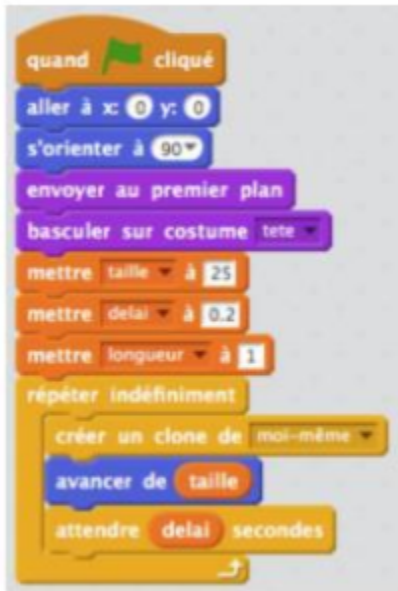 quand cliqué
aller à x: 0 y: 0
s'orienter à 90
envoyer au premier plan
basculer sur costume tete
mettre taille à 25
mettre delai à 0.2
mettre longueur à 1
répéter indéfiniment
créer un clone de moi-même
avancer de taille
attendre delai secondes